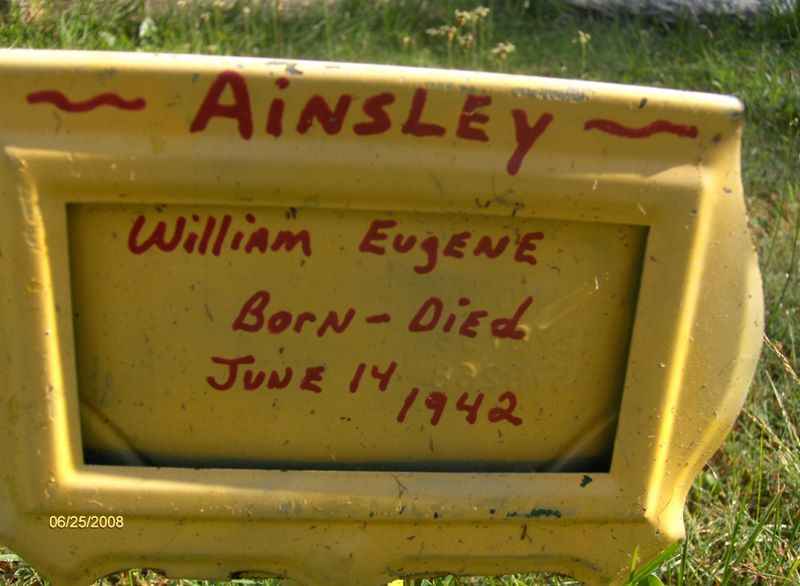 ~ AiNSLEY ~
William EugENE
BorN - Died
JUNE 14
1942
06/25/2008